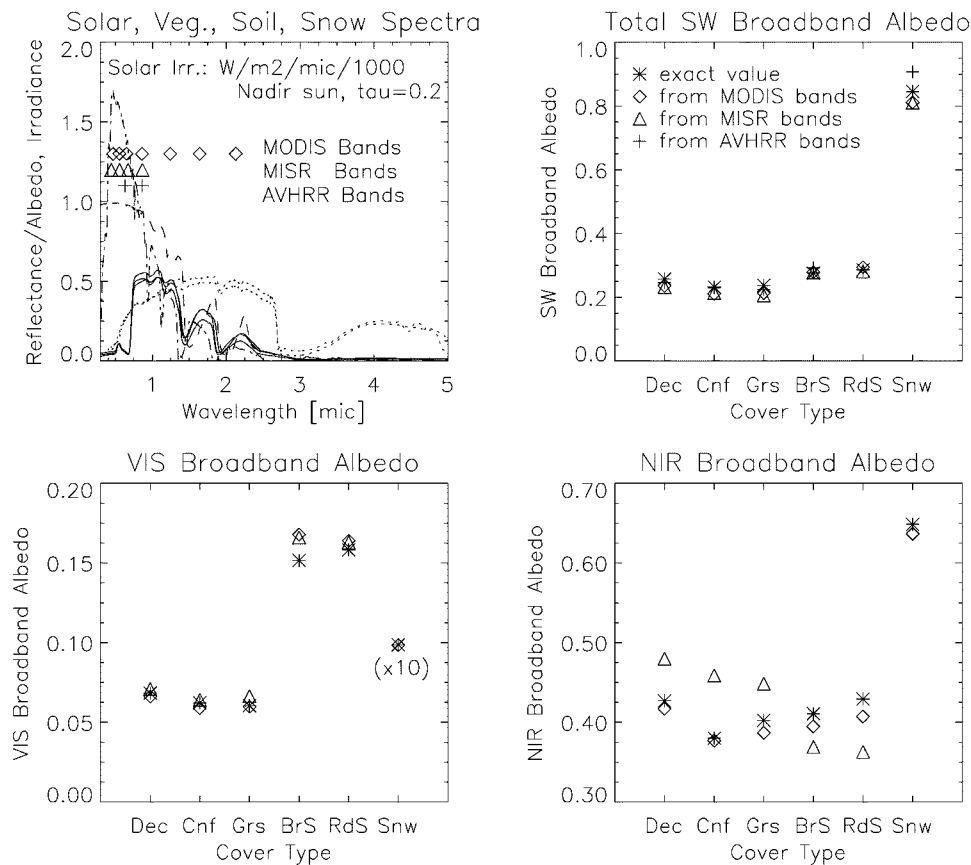 Solar, Veg., Soil, Snow Spectra
Reflectance/Albedo, Irradiance
2.0
1.5
1.0
0.5
0.0
Solar Irr.: W/m2/mic/1000
Nadir sun, tau=0.2
MODIS Bands
MISR Bands
AVHRR Bands
1 2 3 4 5
Wavelength [mic]
Total SW Broadband Albedo
SW Broadband Albedo
1.0
0.8
0.6
0.4
0.2
0.0
exact value
from MODIS bands
from MISR bands
from AVHRR bands
Dec Cnf Grs BrS RdS Snw
Cover Type
VIS Broadband Albedo
VIS Broadband Albedo
0.20
0.15
0.10
0.05
0.00
(x10)
Dec Cnf Grs BrS RdS Snw
Cover Type
NIR Broadband Albedo
NIR Broadband Albedo
0.70
0.60
0.50
0.40
0.30
Dec Cnf Grs BrS RdS Snw
Cover Type